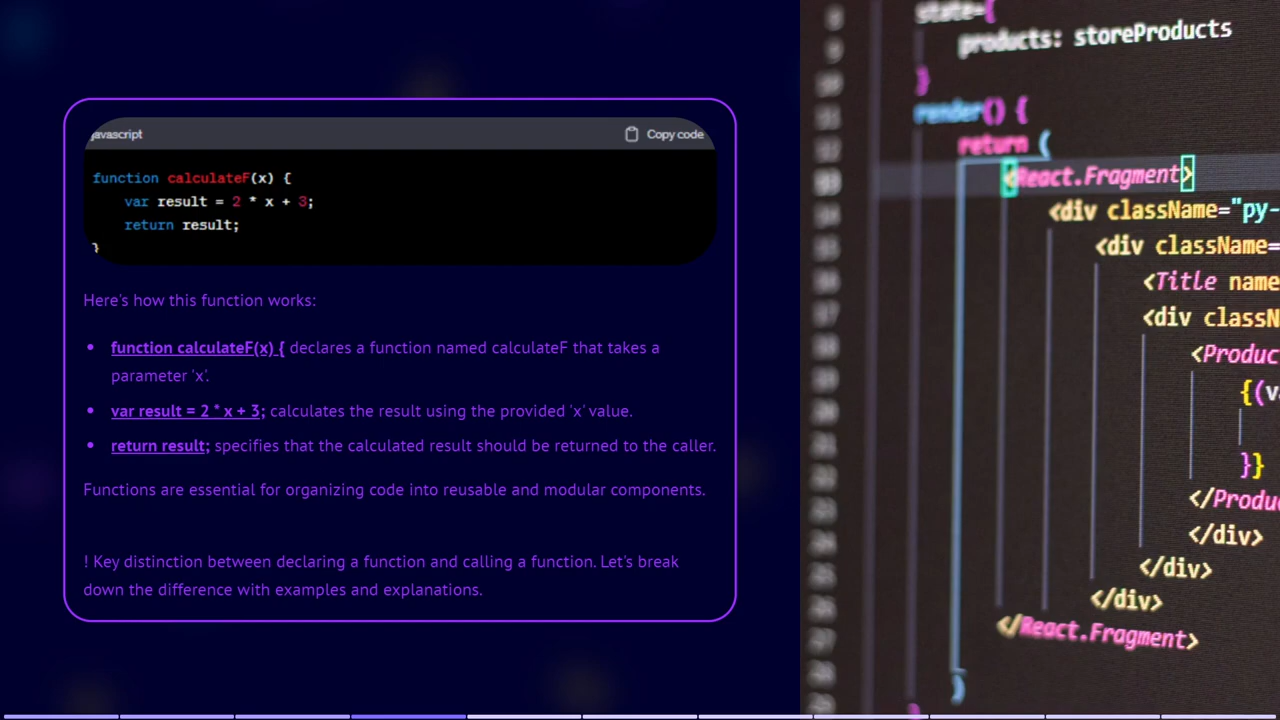 javascript
Copy code
function calculateF(x) {
var result = 2 * x + 3;
return result;
}
Here's how this function works:
• function calculateF(x) { declares a function named calculateF that takes a
parameter 'x'.
• var result = 2 * x + 3; calculates the result using the provided 'x' value.
• return result; specifies that the calculated result should be returned to the caller.
Functions are essential for organizing code into reusable and modular components.
! Key distinction between declaring a function and calling a function. Let's break
down the difference with examples and explanations.
state={
products: storeProducts
}
render() {
return (
<React.Fragment>
<div className="py-
<div className=
<Title name
<div classN
<Produc
{(v
}}
</Produ
</div>
</div>
</div>
</React.Fragment>
)
}